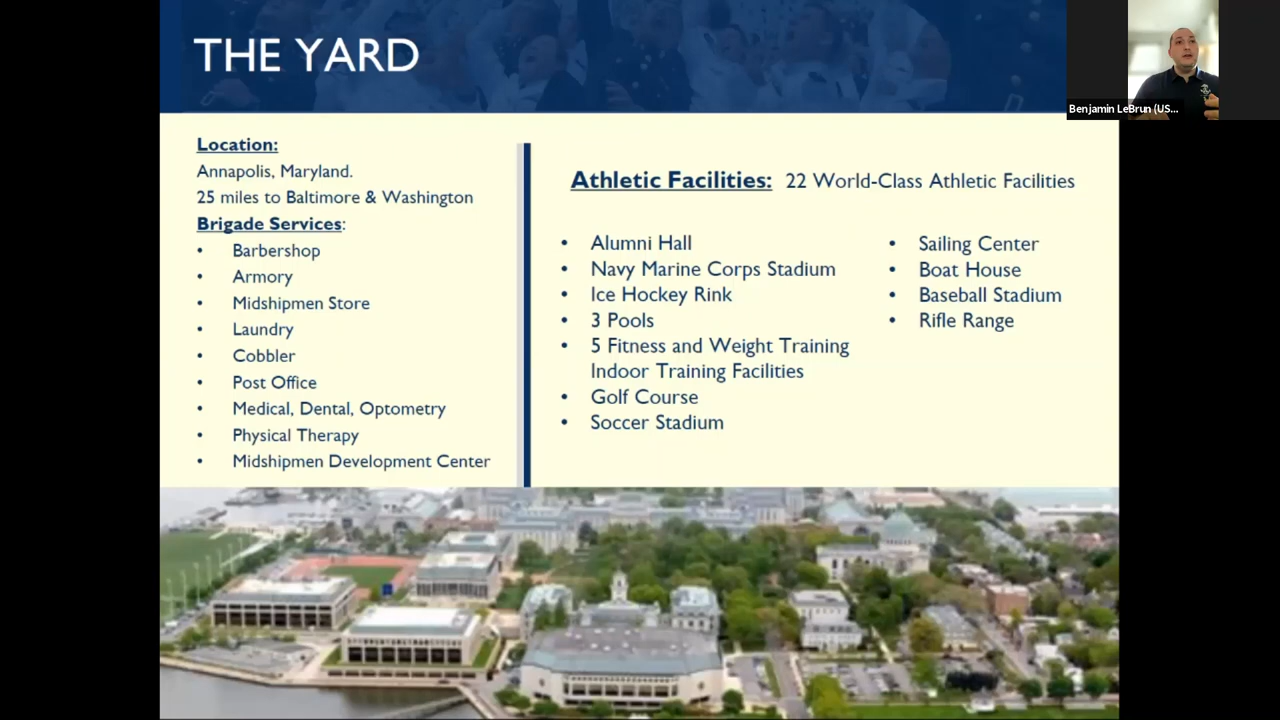 THE YARD
Benjamin LeBrun (US...
Location:
Annapolis, Maryland.
25 miles to Baltimore & Washington
Brigade Services:
• Barbershop
• Armory
• Midshipmen Store
• Laundry
• Cobbler
• Post Office
• Medical, Dental, Optometry
• Physical Therapy
• Midshipmen Development Center
Athletic Facilities: 22 World-Class Athletic Facilities
• Alumni Hall
• Navy Marine Corps Stadium
• Ice Hockey Rink
• 3 Pools
• 5 Fitness and Weight Training
Indoor Training Facilities
• Golf Course
• Soccer Stadium
• Sailing Center
• Boat House
• Baseball Stadium
• Rifle Range